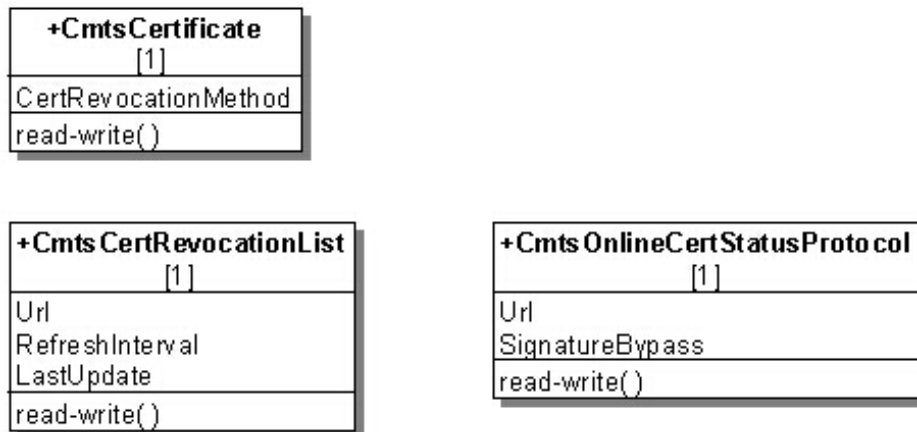 +CmtsCertificate
[1]
CertRevocationMethod
read-write()
+CmtsCertRevocationList
[1]
Url
RefreshInterval
LastUpdate
read-write()
+CmtsOnlineCertStatusProtocol
[1]
Url
SignatureBypass
read-write()